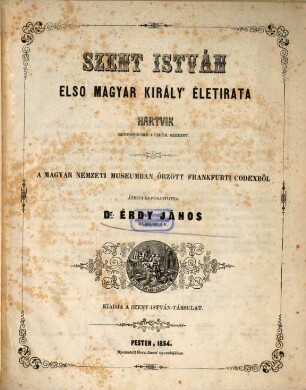 SZENT ISTVÁN
ELSO MAGYAR KIRÁLY' ÉLETIRATA
HARTVIK
SZERINT.
A MAGYAR NEMZETI MUSEUMBAN ŐRZÖTT FRANKFURTI CODEXBŐL
Dr ÉRDY JÁNOS
KIADJA A SZENT-ISTVÁN-TÁRSULAT.
PESTEN, 1854.